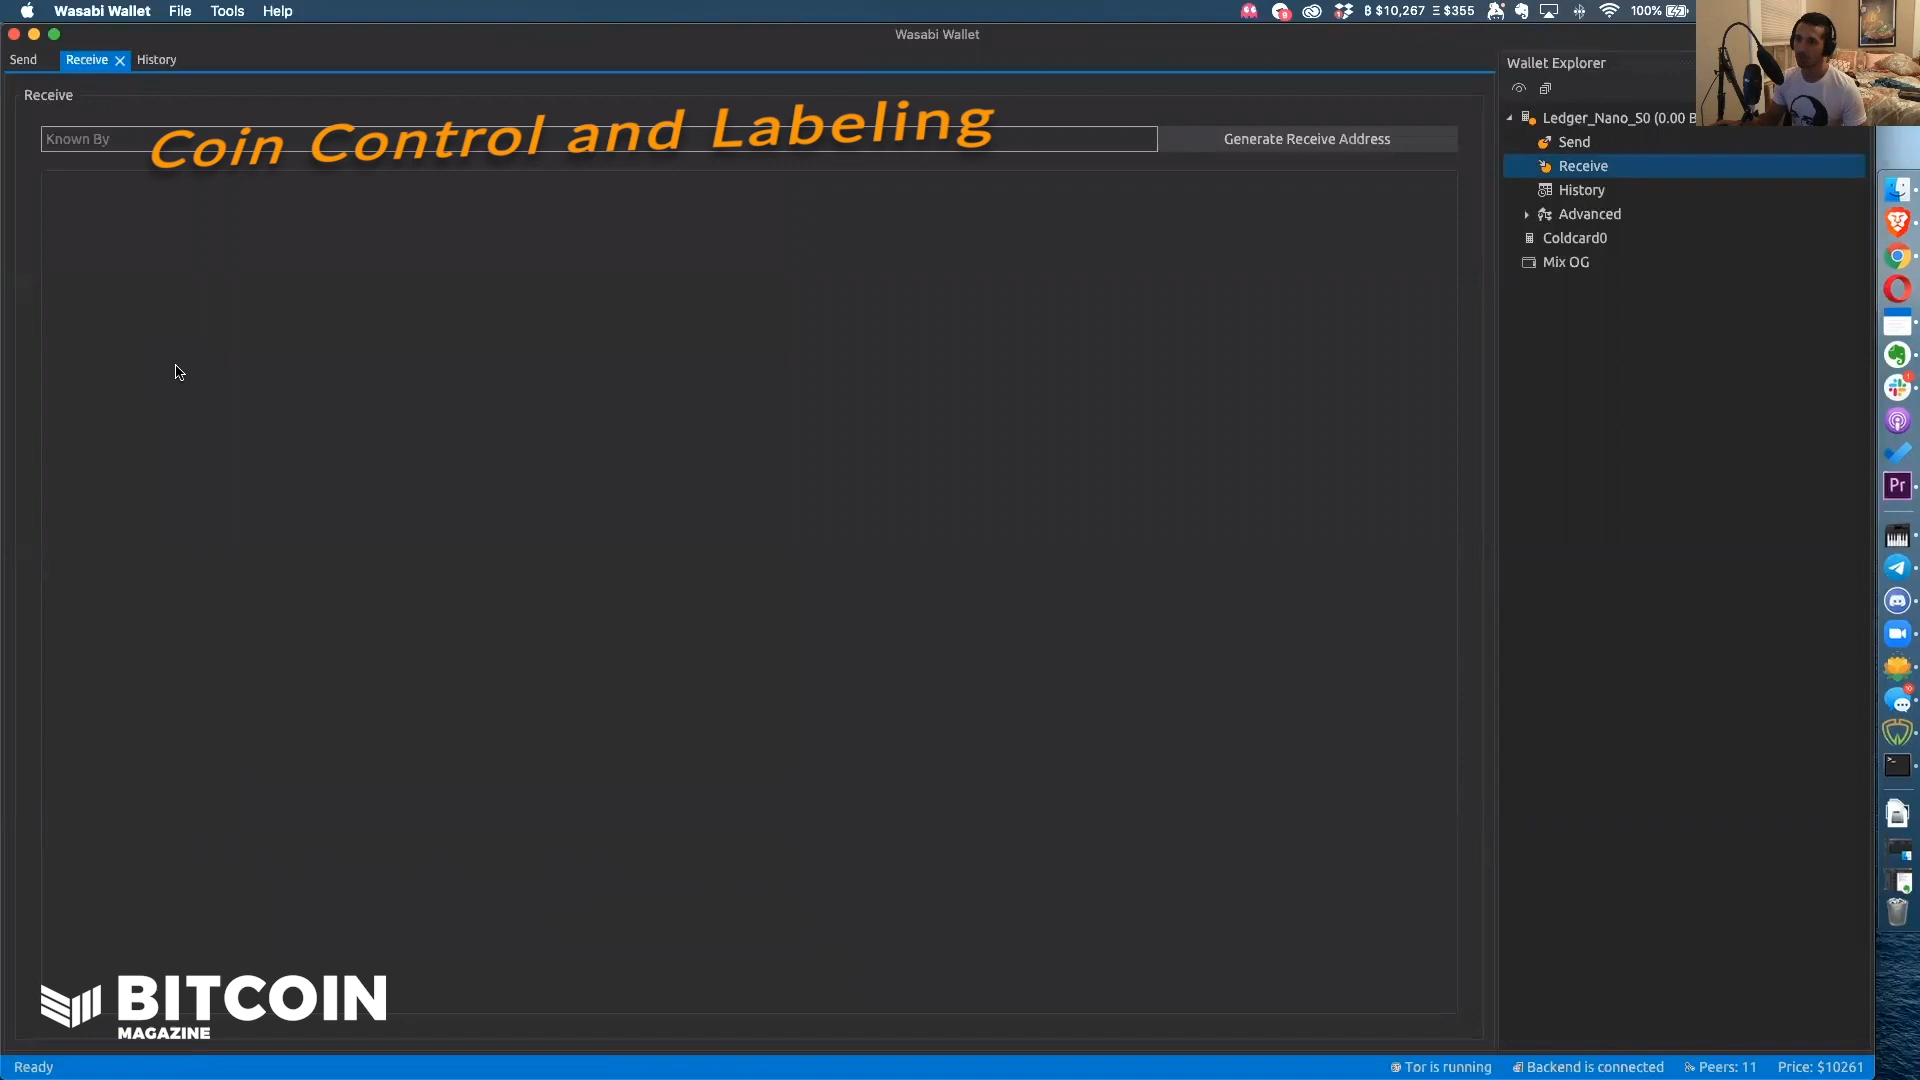 Wasabi Wallet File Tools Help
₿ $10,267 Ξ $355 100%
Wasabi Wallet
Send Receive History
Wallet Explorer
Receive
Known By
Coin Control and Labeling
Generate Receive Address
Ledger_Nano_S0 (0.00 B
Send
Receive
History
Advanced
Coldcard0
Mix OG
Pr
BITCOIN
MAGAZINE
Ready
Tor is running Backend is connected Peers: 11 Price: $10261